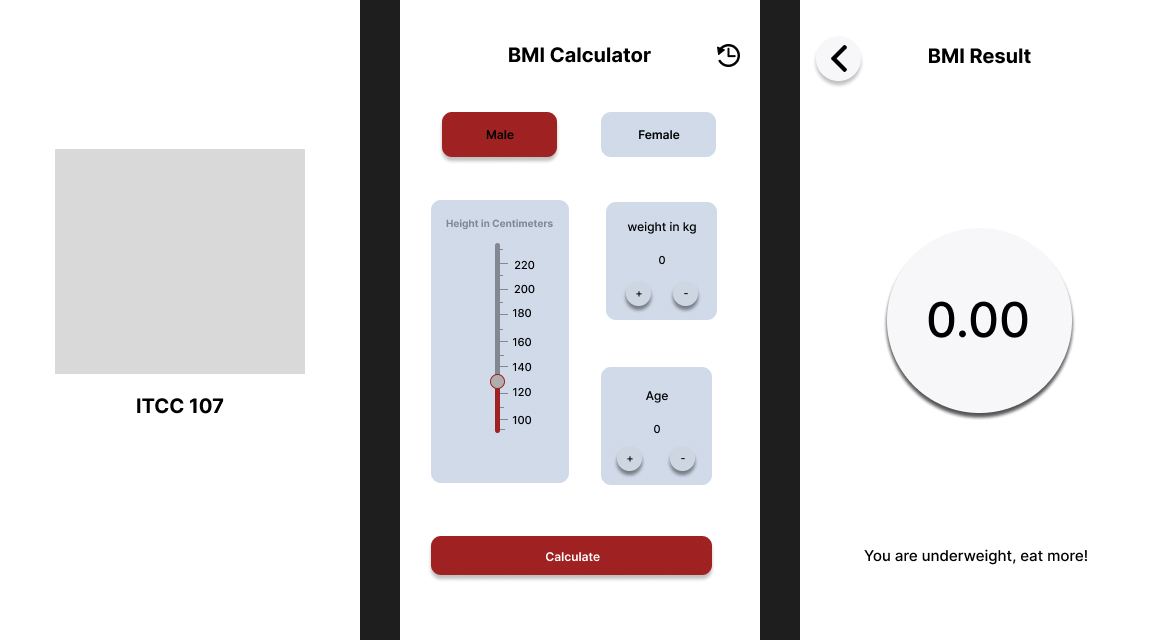 ITCC 107
BMI Calculator
Male
Female
Height in Centimeters
220
200
180
160
140
120
100
weight in kg
0
+ -
Age
0
+ -
Calculate
BMI Result
0.00
You are underweight, eat more!